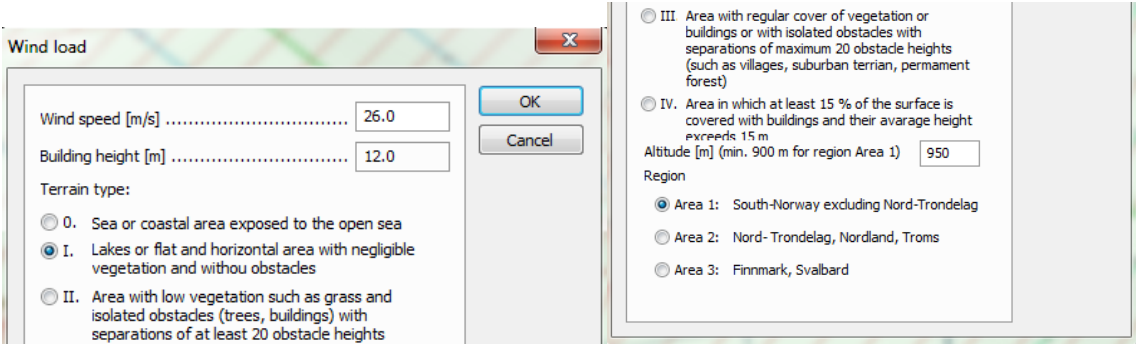 Wind load
OK
Cancel
Wind speed [m/s] ................................ 26.0
Building height [m] ............................... 12.0
Terrain type:
0. Sea or coastal area exposed to the open sea
I. Lakes or flat and horizontal area with negligible
vegetation and withou obstacles
II. Area with low vegetation such as grass and
isolated obstacles (trees, buildings) with
separations of at least 20 obstacle heights
III Area with regular cover of vegetation or
buildings or with isolated obstacles with
separations of maximum 20 obstacle heights
(such as villages, suburban terrian, permament
forest)
IV. Area in which at least 15 % of the surface is
covered with buildings and their avarage height
exceeds 15 m
Altitude [m] (min. 900 m for region Area 1) 950
Region
Area 1: South-Norway excluding Nord-Trondelag
Area 2: Nord- Trondelag, Nordland, Troms
Area 3: Finnmark, Svalbard